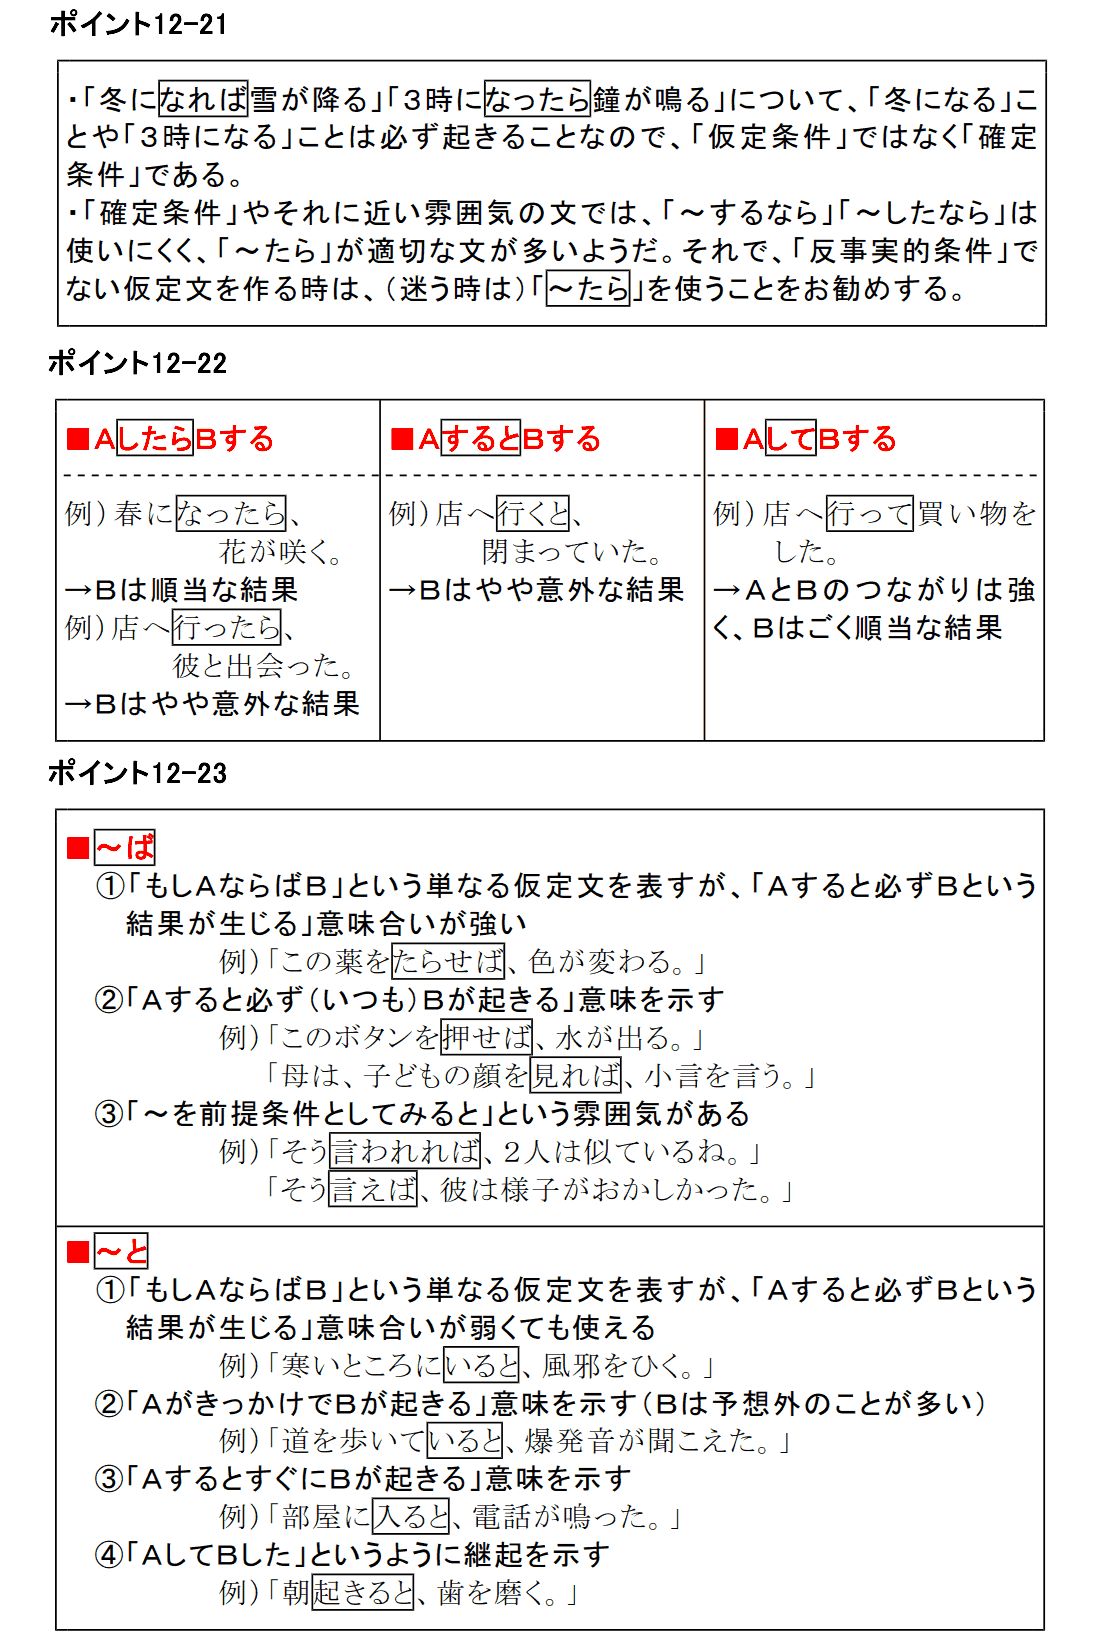 ポイント12-21
・「冬になれば雪が降る」「３時になったら鐘が鳴る」について、「冬になる」こ
とや「３時になる」ことは必ず起きることなので、「仮定条件」ではなく「確定
条件」である。
・「確定条件」やそれに近い雰囲気の文では、「～するなら」「～したなら」は
使いにくく、「～たら」が適切な文が多いようだ。それで、「反事実的条件」で
ない仮定文を作る時は、（迷う時は）「～たら」を使うことをお勧めする。
ポイント12-22
■ＡしたらＢする
例）春になったら、
花が咲く。
→Ｂは順当な結果
例）店へ行ったら、
彼と出会った。
→Ｂはやや意外な結果
■ＡするとＢする
例）店へ行くと、
閉まっていた。
→Ｂはやや意外な結果
■ＡしてＢする
例）店へ行って買い物を
した。
→ＡとＢのつながりは強
く、Ｂはごく順当な結果
ポイント12-23
■～ば
①「もしＡならばＢ」という単なる仮定文を表すが、「Ａすると必ずＢという
結果が生じる」意味合いが強い
例）「この薬をたらせば、色が変わる。」
②「Ａすると必ず（いつも）Ｂが起きる」意味を示す
例）「このボタンを押せば、水が出る。」
「母は、子どもの顔を見れば、小言を言う。」
③「～を前提条件としてみると」という雰囲気がある
例）「そう言われれば、２人は似ているね。」
「そう言えば、彼は様子がおかしかった。」
■～と
①「もしＡならばＢ」という単なる仮定文を表すが、「Ａすると必ずＢという
結果が生じる」意味合いが弱くても使える
例）「寒いところにいると、風邪をひく。」
②「ＡがきっかけでＢが起きる」意味を示す（Ｂは予想外のことが多い）
例）「道を歩いていると、爆発音が聞こえた。」
③「ＡするとすぐにＢが起きる」意味を示す
例）「部屋に入ると、電話が鳴った。」
④「ＡしてＢした」というように継起を示す
例）「朝起きると、歯を磨く。」